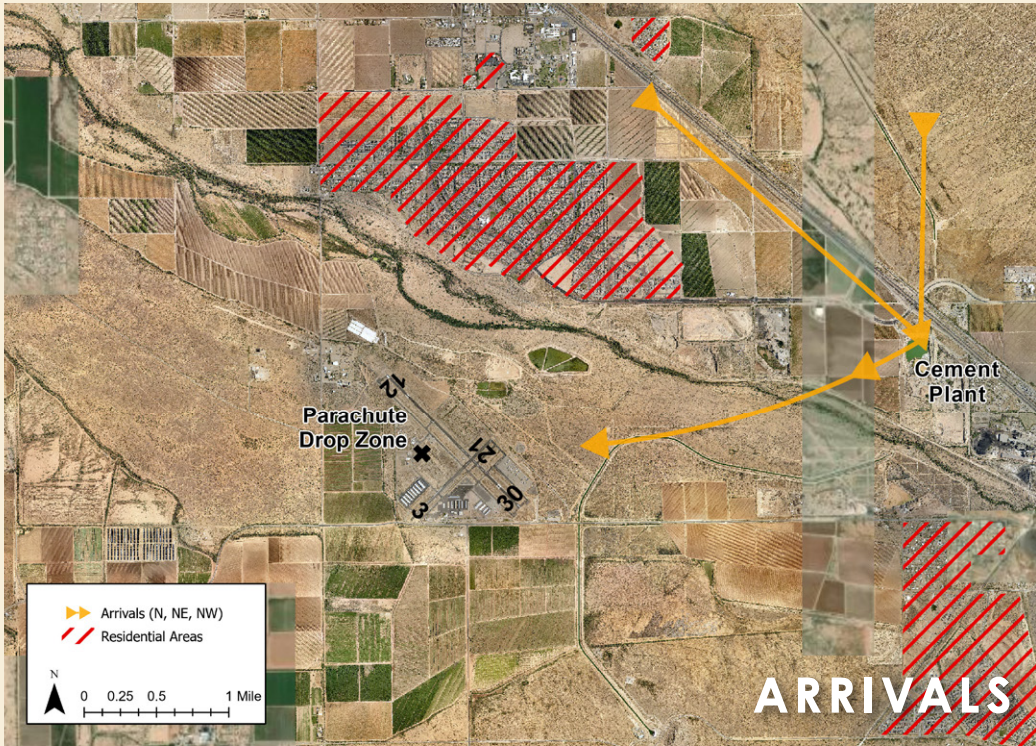 Cement
Plant
12
Parachute
Drop Zone
21
30
3
Arrivals (N, NE, NW)
Residential Areas
N
0 0.25 0.5 1 Mile
ARRIVALS